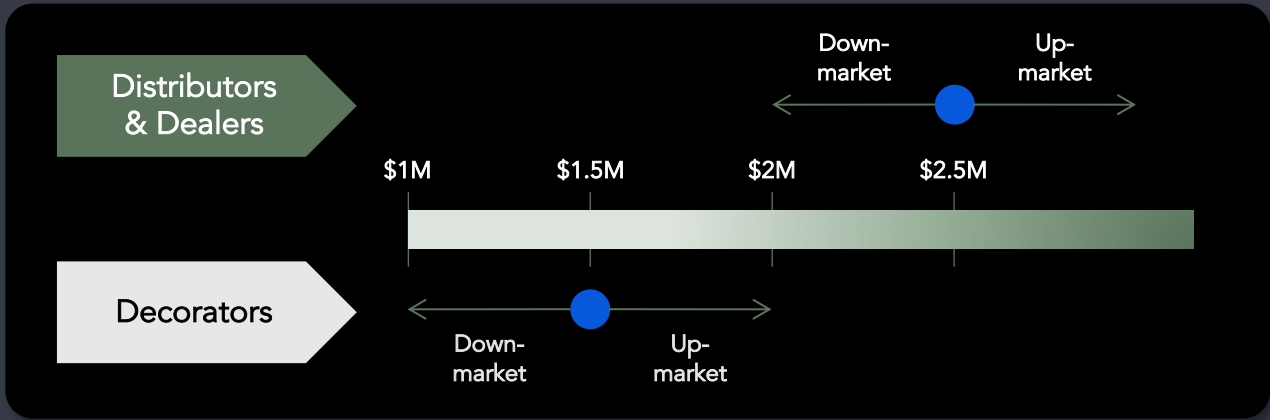 Distributors
& Dealers
Down-
market
Up-
market
$1M
$1.5M
$2M
$2.5M
Decorators
Down-
market
Up-
market